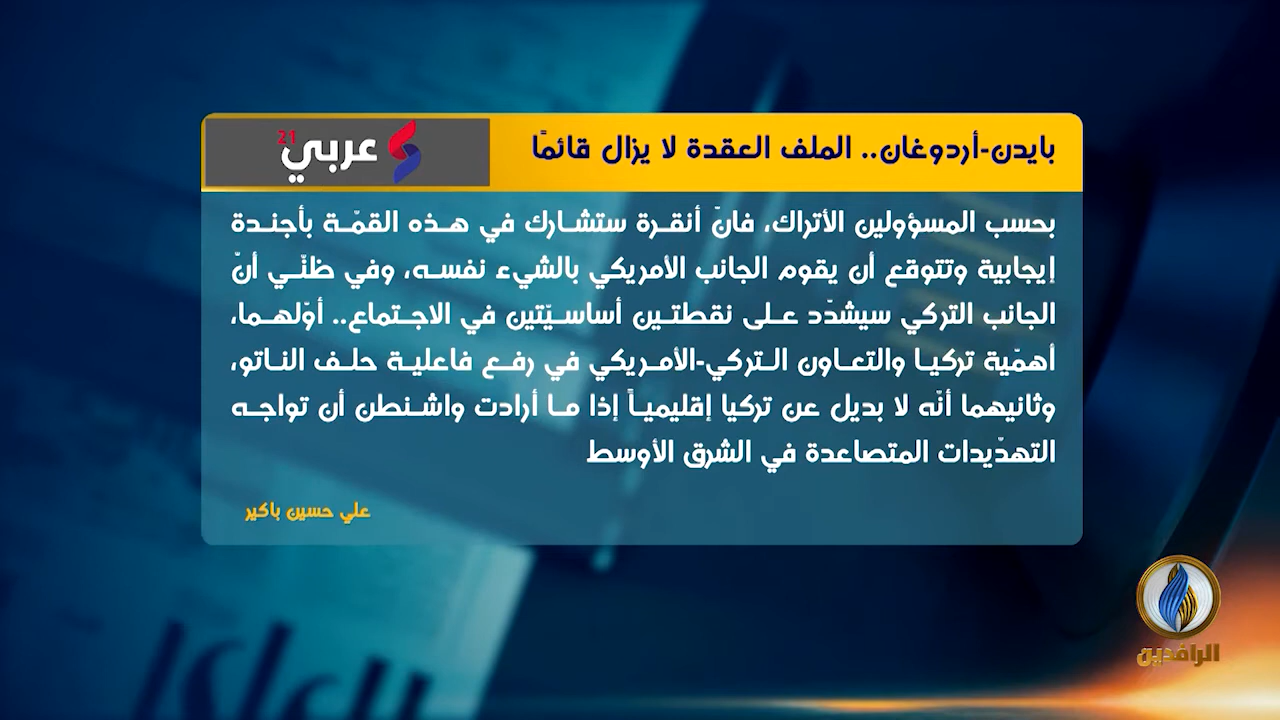 بايدن-أردوغان.. الملف العقدة لا يزال قائمًا
عربي 21
بحسب المسؤولين الأتراك، فانّ أنقرة ستشارك في هذه القمّة بأجندة
إيجابية وتتوقع أن يقوم الجانب الأمريكي بالشيء نفسه، وفي ظنّي أنّ
الجانب التركي سيشدّد على نقطتين أساسيّتين في الاجتماع.. أوّلهما،
أهمّية تركيا والتعاون التركي-الأمريكي في رفع فاعلية حلف الناتو،
وثانيهما أنّه لا بديل عن تركيا إقليمياً إذا ما أرادت واشنطن أن تواجه
التهدّيدات المتصاعدة في الشرق الأوسط
علي حسين باكير
الرافدين